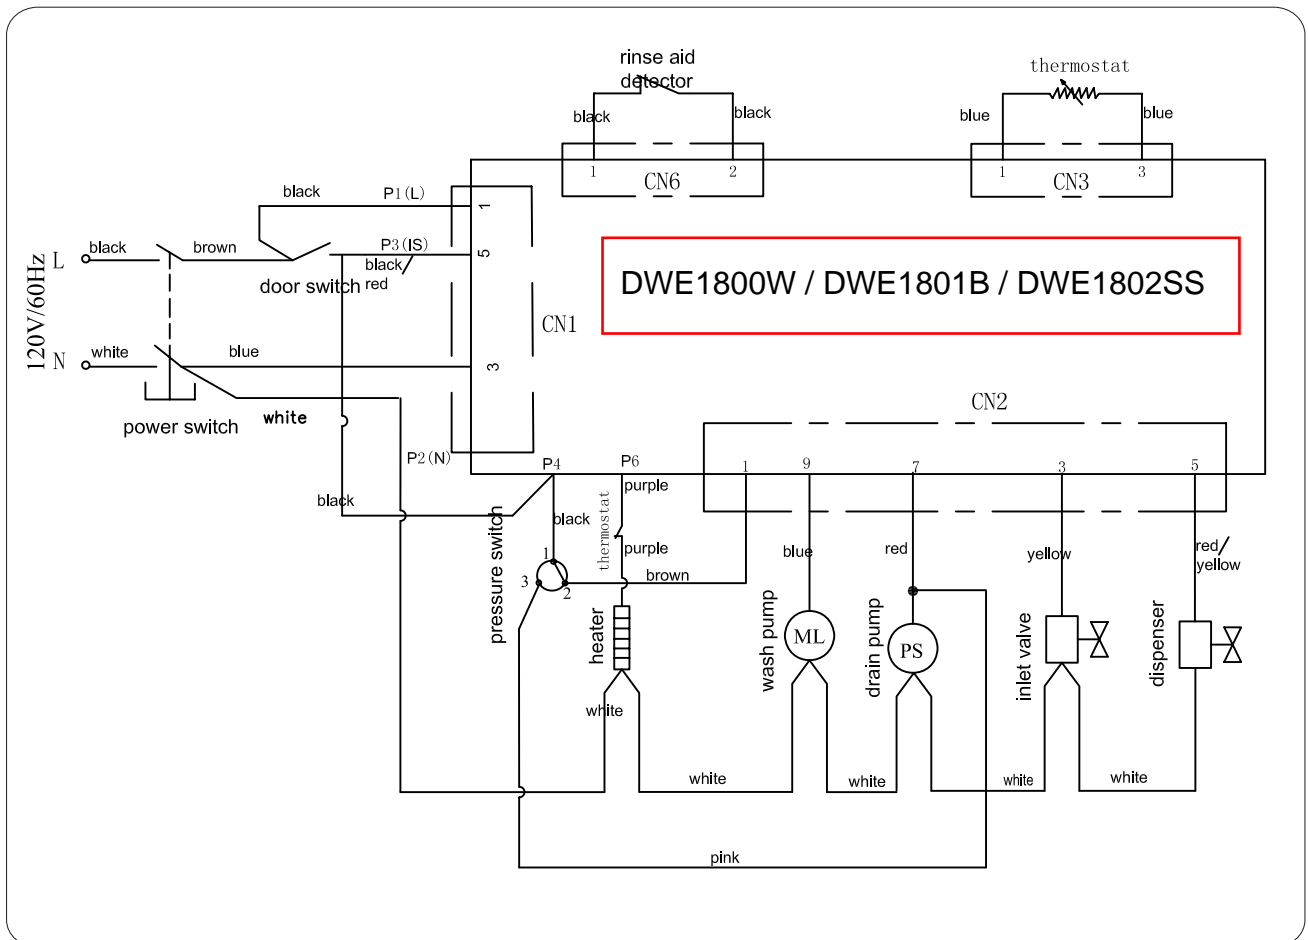 rinse aid
detector
thermostat
black
black
blue
blue
1
2
CN6
1
3
CN3
black
P1(L)
1
black
brown
P3(IS)
5
L
black
red
door switch
DWE1800W / DWE1801B / DWE1802SS
120V/60Hz
CN1
white
N
blue
3
power switch
white
CN2
P2(N)
P4
P6
1
9
7
3
5
purple
black
black
pressure switch
thermostat
purple
blue
red
yellow
red/
yellow
1
3
2
brown
heater
wash pump
ML
drain pump
PS
inlet valve
dispenser
white
white
white
white
white
pink